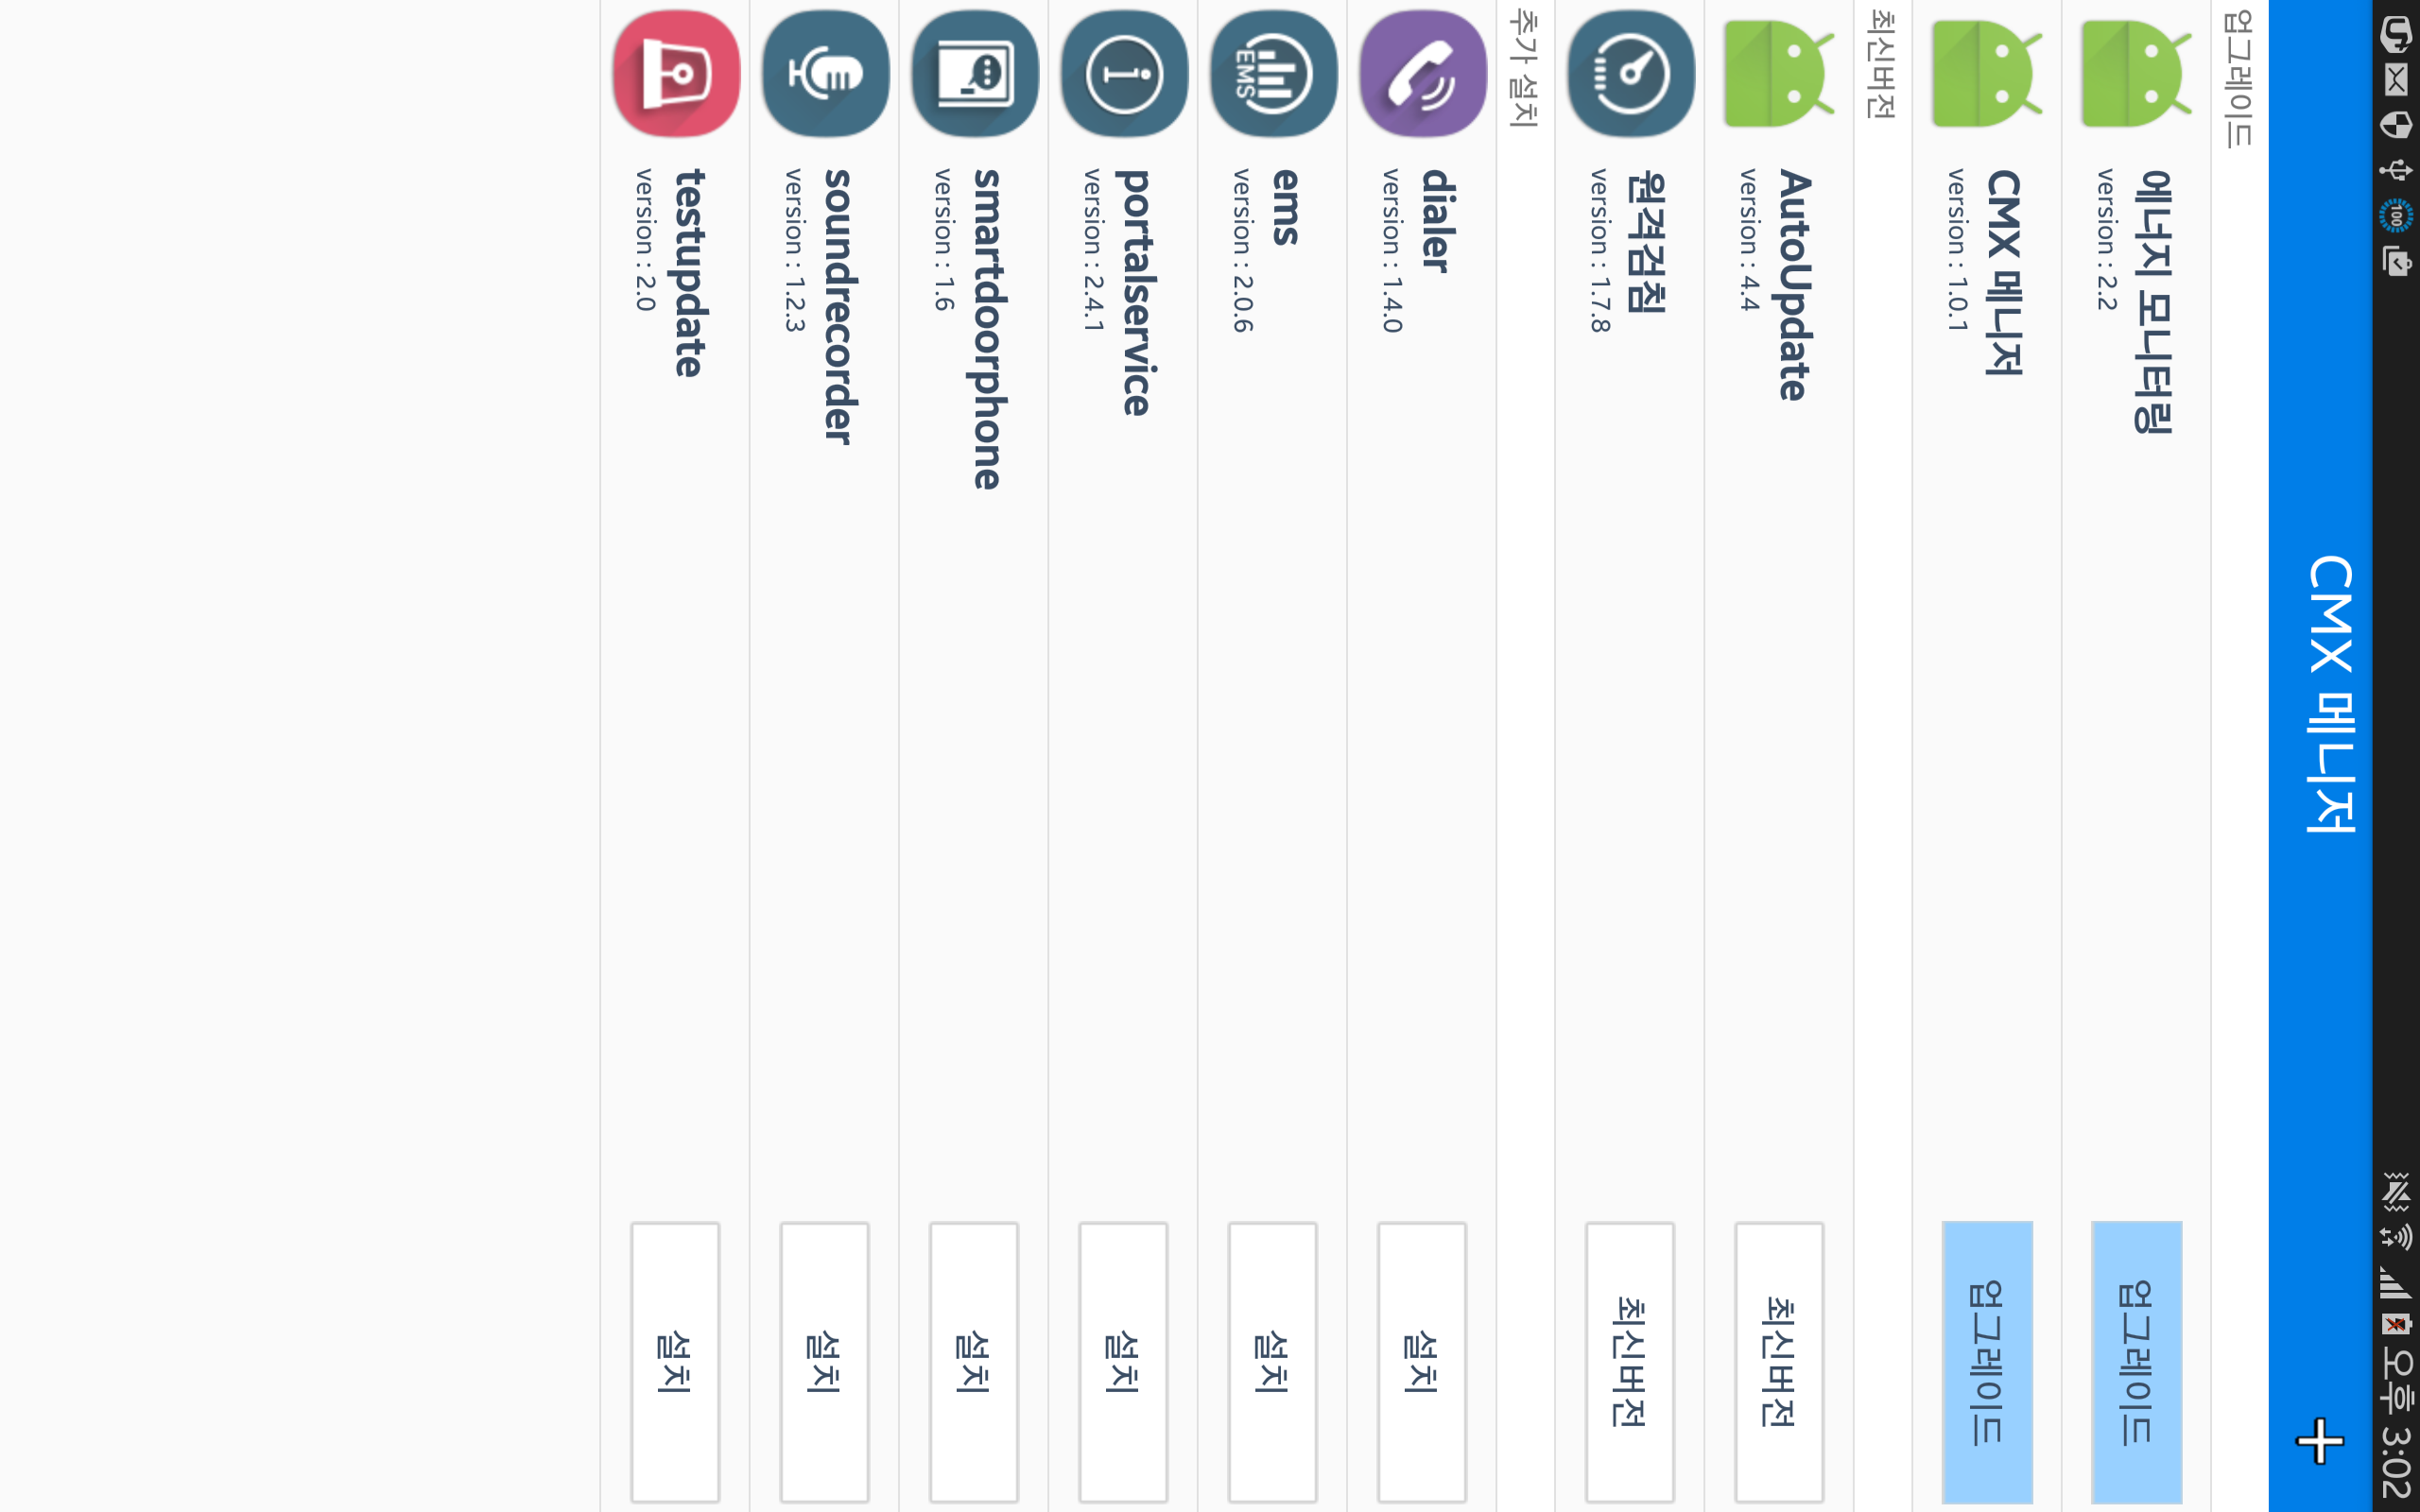 100
오후 3:02
CMX 메니저
+
업그레이드
에너지 모니터링
version : 2.2
업그레이드
CMX 메니저
version : 1.0.1
업그레이드
최신버전
AutoUpdate
version : 4.4
최신버전
원격검침
version : 1.7.8
최신버전
추가 설치
dialer
version : 1.4.0
설치
EMS
ems
version : 2.0.6
설치
portalservice
version : 2.4.1
설치
smartdoorphone
version : 1.6
설치
soundrecorder
version : 1.2.3
설치
testupdate
version : 2.0
설치